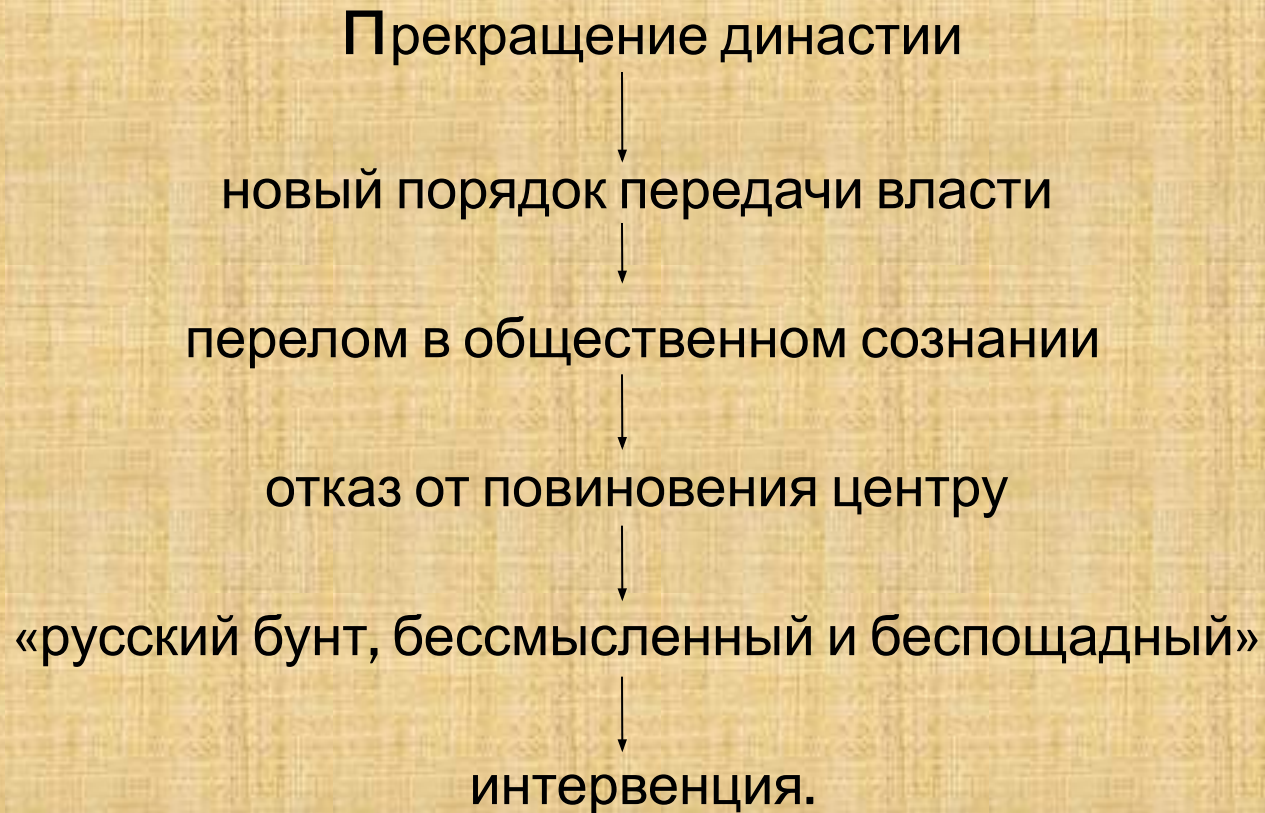 Прекращение династии
новый порядок передачи власти
перелом в общественном сознании
отказ от повиновения центру
«русский бунт, бессмысленный и беспощадный»
интервенция.